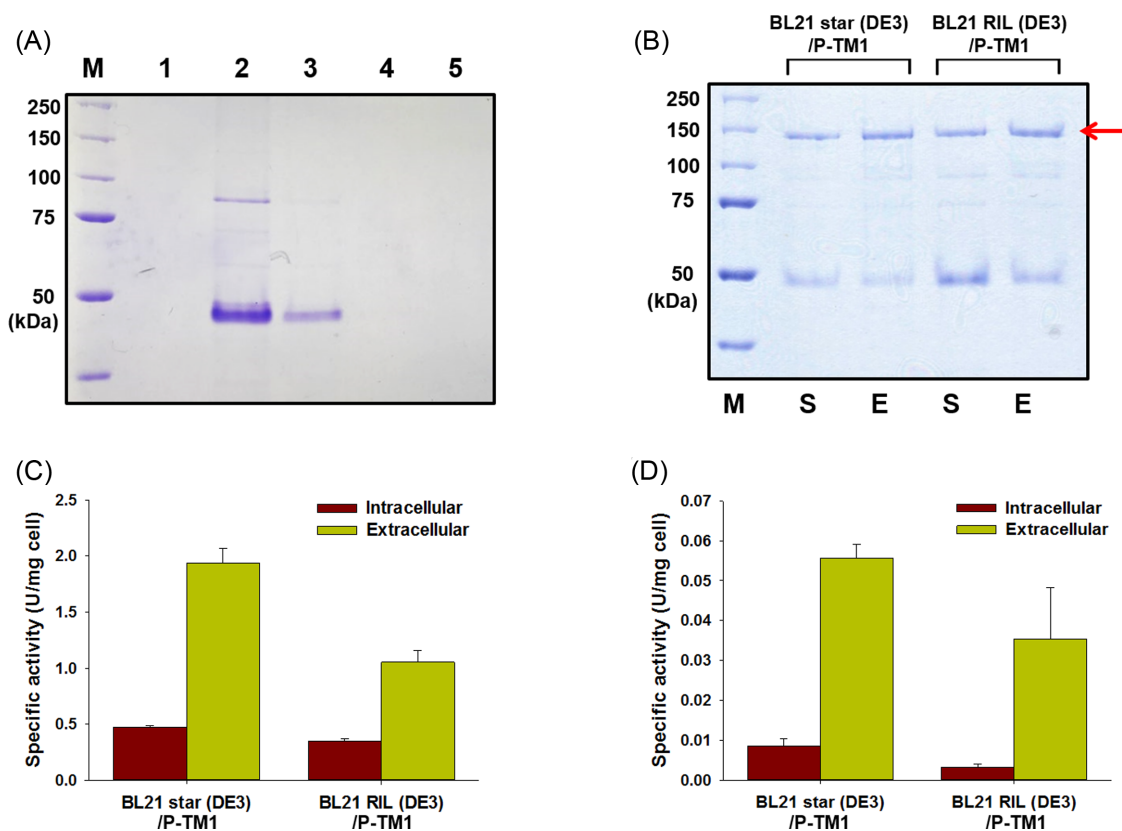 (A)
M 1 2 3 4 5
250
150
100
75
50
(kDa)
(B)
BL21 star (DE3)
/P-TM1
BL21 RIL (DE3)
/P-TM1
250
150
100
75
50
(kDa)
M S E S E
(C)
Specific activity (U/mg cell)
2.5
2.0
1.5
1.0
0.5
0.0
Intracellular
Extracellular
BL21 star (DE3)
/P-TM1
BL21 RIL (DE3)
/P-TM1
(D)
Specific activity (U/mg cell)
0.07
0.06
0.05
0.04
0.03
0.02
0.01
0.00
Intracellular
Extracellular
BL21 star (DE3)
/P-TM1
BL21 RIL (DE3)
/P-TM1